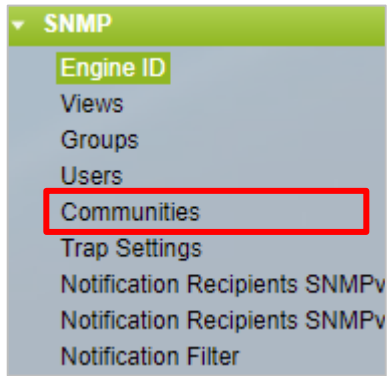 SNMP
Engine ID
Views
Groups
Users
Communities
Trap Settings
Notification Recipients SNMPv
Notification Recipients SNMPv
Notification Filter